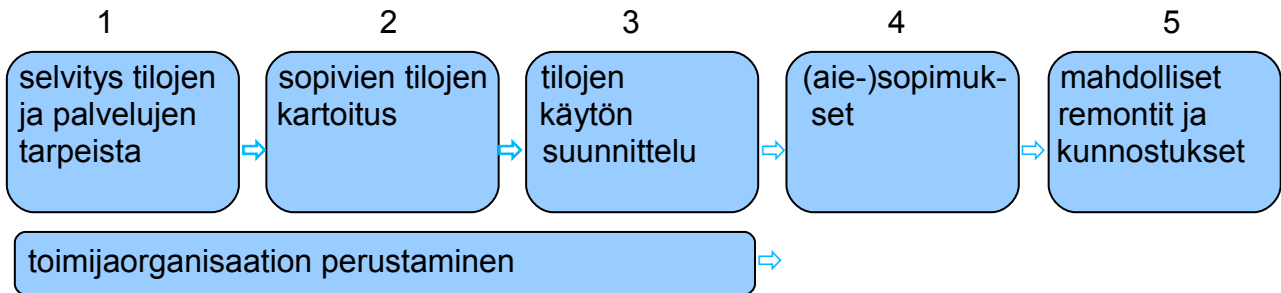 1 2 3 4 5
selvitys tilojen
ja palvelujen
tarpeista
sopivien tilojen
kartoitus
tilojen
käytön
suunnittelu
(aie-)sopimuk-
set
mahdolliset
remontit ja
kunnostukset
toimijaorganisaation perustaminen